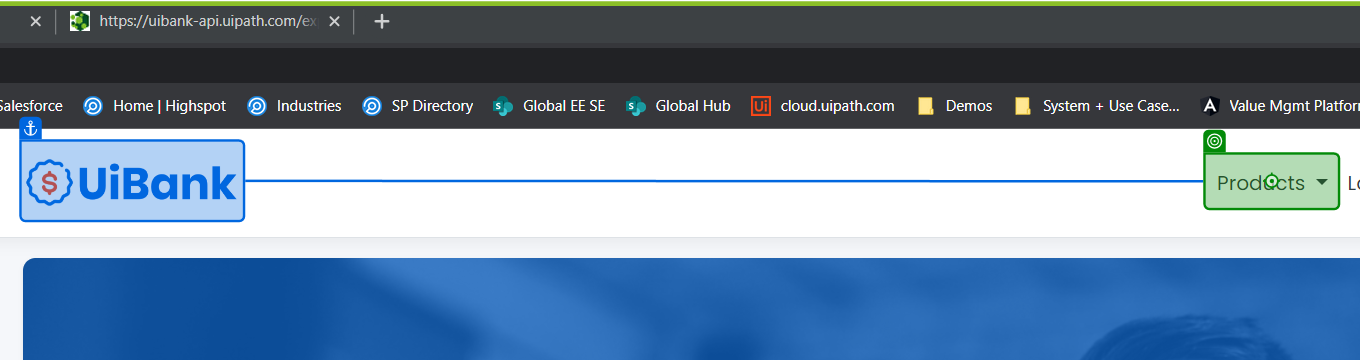 https://uibank-api.uipath.com/ex
Salesforce Home | Highspot Industries SP Directory Global EE SE Global Hub Ui cloud.uipath.com Demos System + Use Case... Value Mgmt Platfor
$ UiBank Products Lo